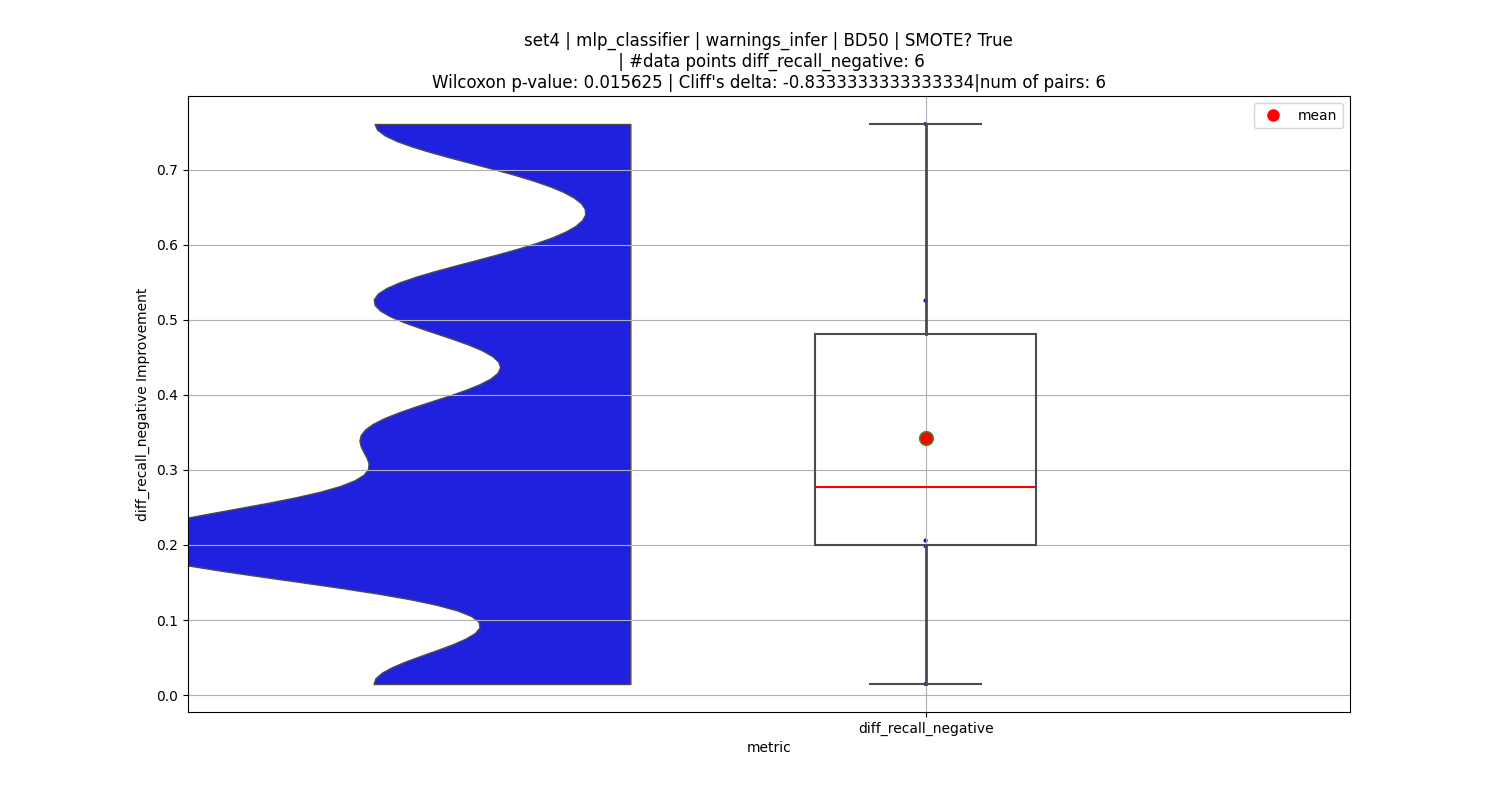 set4 | mlp_classifier | warnings_infer | BD50 | SMOTE? True
| #data points diff_recall_negative: 6
Wilcoxon p-value: 0.015625 | Cliff's delta: -0.8333333333333334|num of pairs: 6
mean
diff_recall_negative Improvement
0.7
0.6
0.5
0.4
0.3
0.2
0.1
0.0
diff_recall_negative
metric